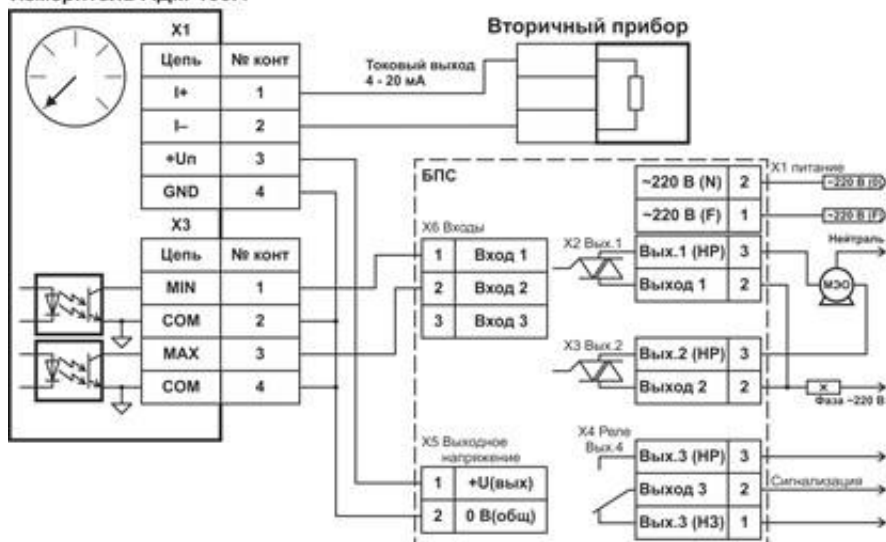 X1
Цепь № конт
I+ 1
I– 2
+Uп 3
GND 4
X3
Цепь № конт
MIN 1
COM 2
MAX 3
COM 4
Токовый выход
4 - 20 мА
Вторичный прибор
БПС
X6 Входы
1 Вход 1
2 Вход 2
3 Вход 3
X5 Выходное
напряжение
1 +U(вых)
2 0 В(общ)
X1 питание
~220 В (N) 2
~220 В (F) 1
~220 В (0)
~220 В (F)
X2 Вых.1
Вых.1 (НР) 3
Выход 1 2
Нейтраль
МЭО
X3 Вых.2
Вых.2 (НР) 3
Выход 2 2
Фаза ~220 В
X4 Реле
Вых.4
Вых.3 (НР) 3
Выход 3 2
Вых.3 (НЗ) 1
Сигнализация